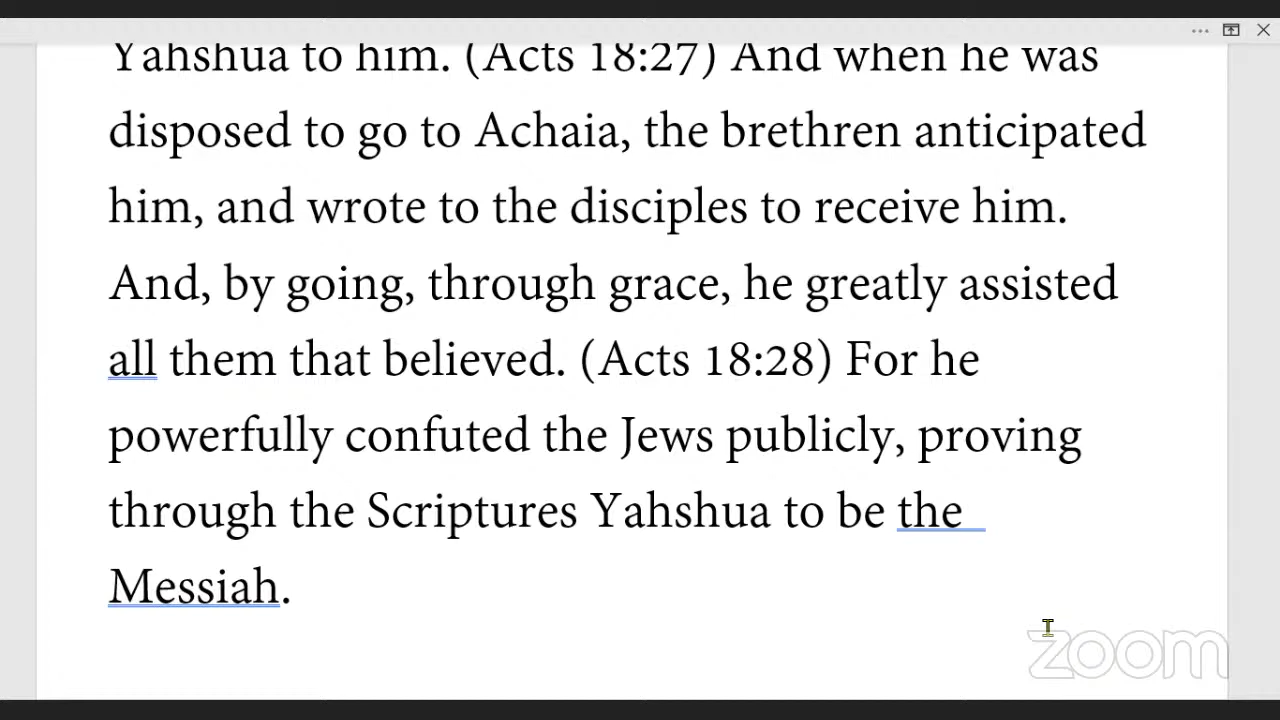 Yahshua to him. (Acts 18:27) And when he was
disposed to go to Achaia, the brethren anticipated
him, and wrote to the disciples to receive him.
And, by going, through grace, he greatly assisted
all them that believed. (Acts 18:28) For he
powerfully confuted the Jews publicly, proving
through the Scriptures Yahshua to be the
Messiah.
zoom